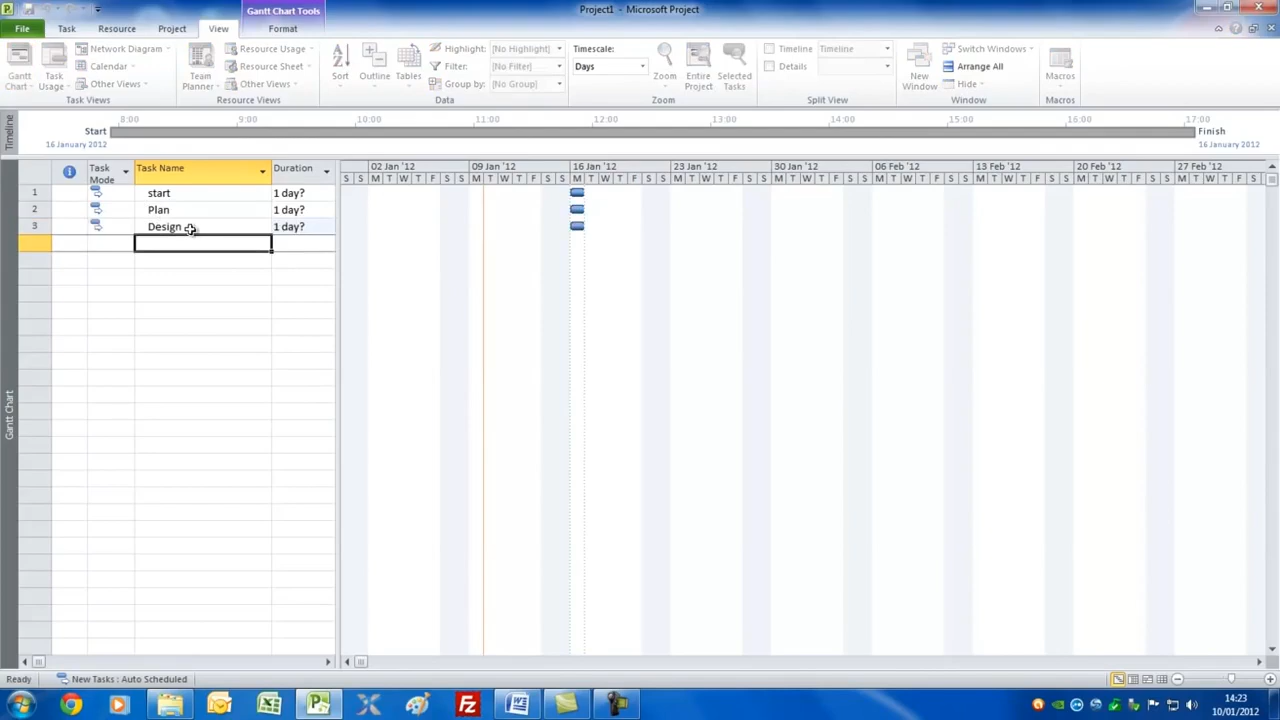 Gantt Chart Tools
Project1 - Microsoft Project
File Task Resource Project View Format
Gantt Chart
Task Usage
Network Diagram
Calendar
Other Views
Task Views
Team Planner
Resource Usage
Resource Sheet
Other Views
Resource Views
Sort
Outline
Tables
Highlight: [No Highlight]
Filter: [No Filter]
Group by: [No Group]
Data
Timescale:
Days
Zoom
Entire Project
Selected Tasks
Zoom
Timeline Timeline
Details
Split View
New Window
Switch Windows
Arrange All
Hide
Window
Macros
Macros
Timeline
8:00 9:00 10:00 11:00 12:00 13:00 14:00 15:00 16:00 17:00
Start
16 January 2012
Finish
16 January 2012
Task Mode Task Name Duration
02 Jan '12 09 Jan '12 16 Jan '12 23 Jan '12 30 Jan '12 06 Feb '12 13 Feb '12 20 Feb '12 27 Feb '12
S S M T W T F S S M T W T F S S M T W T F S S M T W T F S S M T W T F S S M T W T F S S M T W T F S S M T W T F S S M T W T F S
1 start 1 day?
2 Plan 1 day?
3 Design 1 day?
Gantt Chart
Ready New Tasks : Auto Scheduled
14:23
10/01/2012